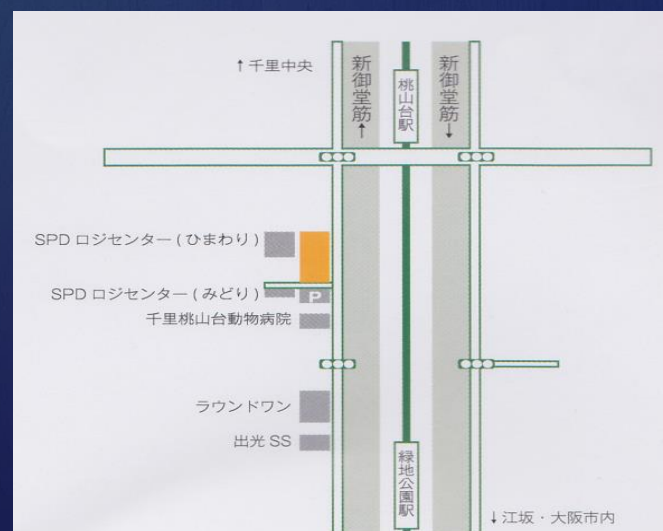 ↑千里中央
新御堂筋↑
桃山台駅
新御堂筋↓
SPD ロジセンター(ひまわり)
SPD ロジセンター(みどり)
P
千里桃山台動物病院
ラウンドワン
出光 SS
緑地公園駅
↓江坂・大阪市内